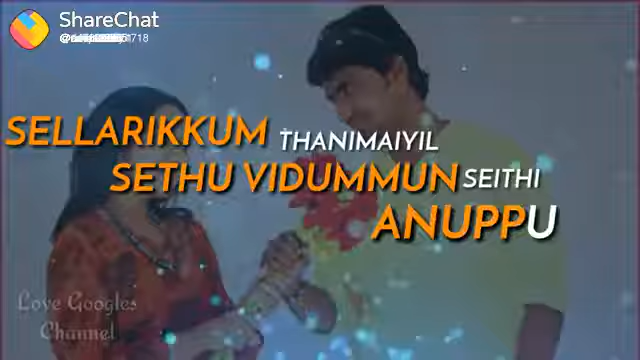 ShareChat
SELLARIKKUM THANIMAIYIL
SETHU VIDUMMUN SEITHI
ANUPPU
Love Googles
Channel